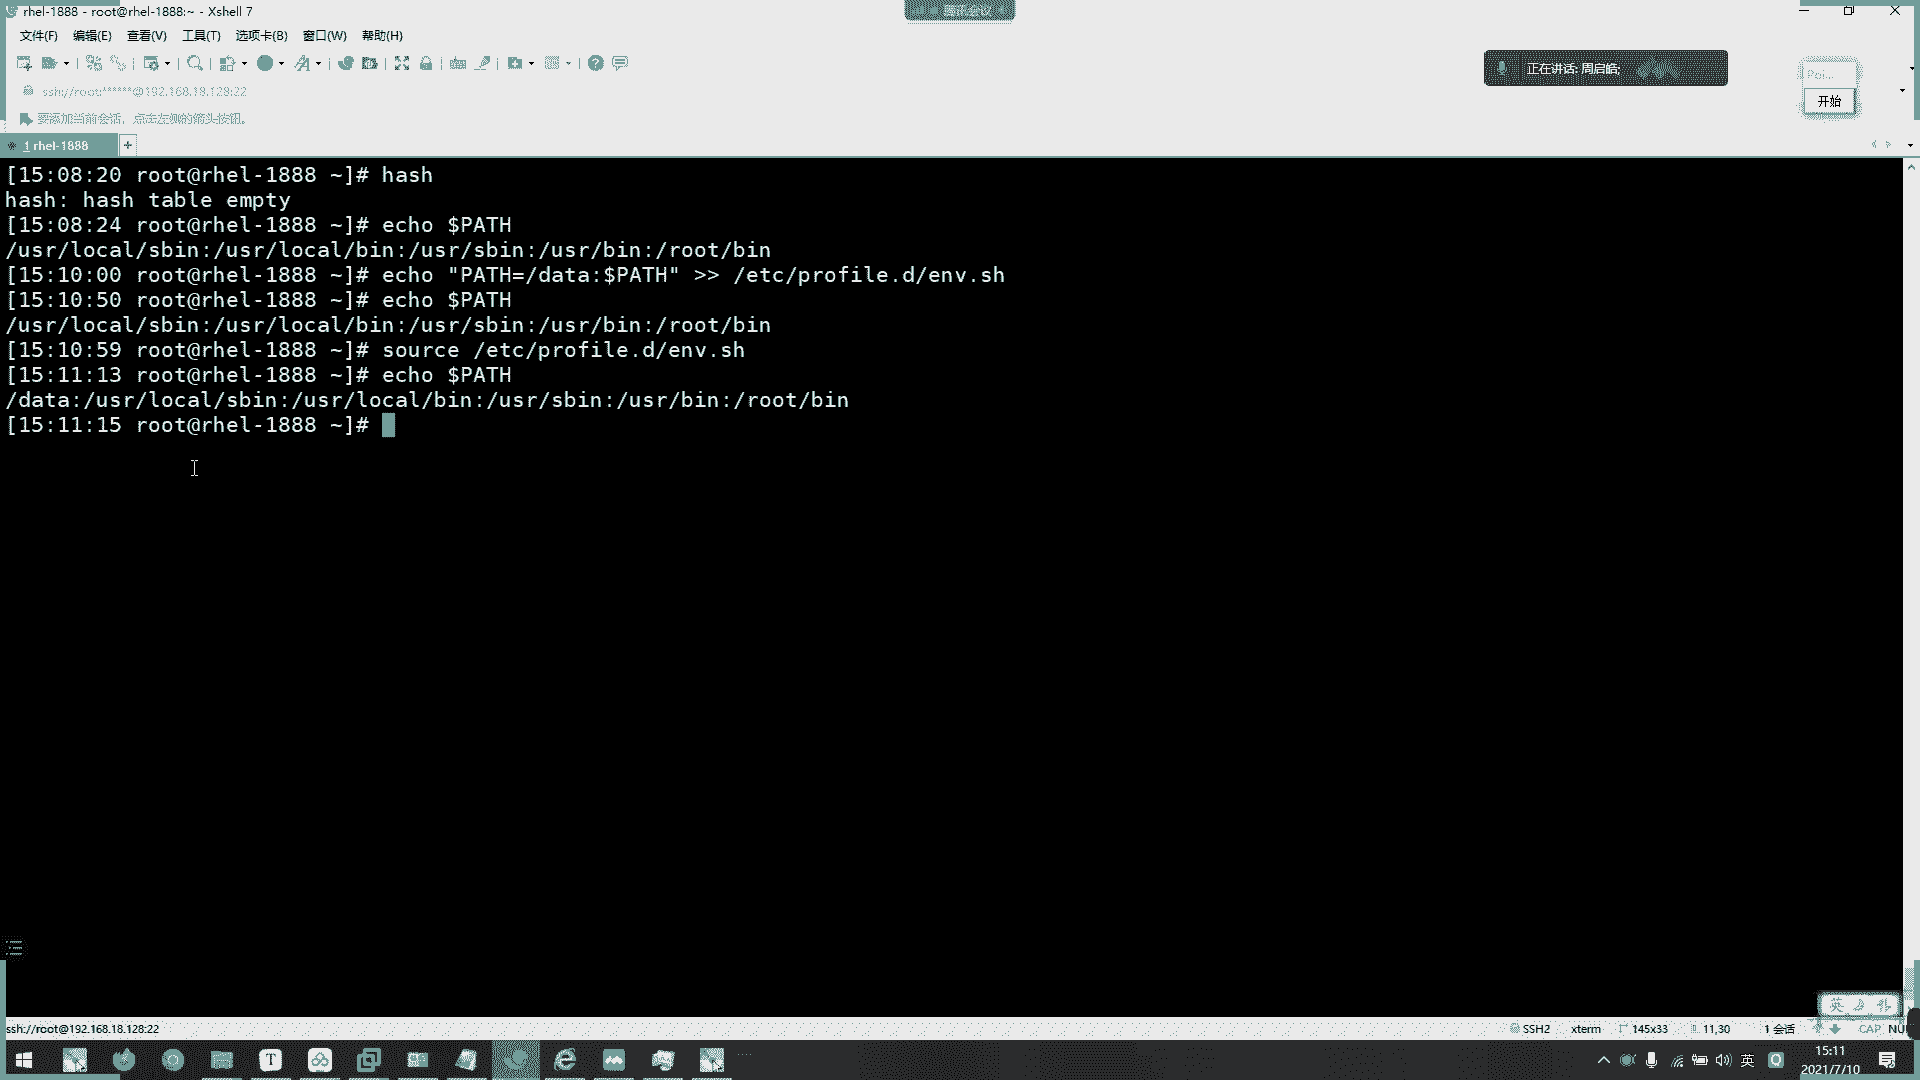 rhel-1888 - root@rhel-1888:~ - Xshell 7
腾讯会议
文件(F) 编辑(E) 查看(V) 工具(T) 选项卡(B) 窗口(W) 帮助(H)
正在讲话: 周启皓;
Poi...
开始
ssh://root:******@192.168.18.128:22
要添加当前会话，点击左侧的箭头按钮。
1 rhel-1888 +
[15:08:20 root@rhel-1888 ~]# hash
hash: hash table empty
[15:08:24 root@rhel-1888 ~]# echo $PATH
/usr/local/sbin:/usr/local/bin:/usr/sbin:/usr/bin:/root/bin
[15:10:00 root@rhel-1888 ~]# echo "PATH=/data:$PATH" >> /etc/profile.d/env.sh
[15:10:50 root@rhel-1888 ~]# echo $PATH
/usr/local/sbin:/usr/local/bin:/usr/sbin:/usr/bin:/root/bin
[15:10:59 root@rhel-1888 ~]# source /etc/profile.d/env.sh
[15:11:13 root@rhel-1888 ~]# echo $PATH
/data:/usr/local/sbin:/usr/local/bin:/usr/sbin:/usr/bin:/root/bin
[15:11:15 root@rhel-1888 ~]#
英
ssh://root@192.168.18.128:22 SSH2 xterm 145x33 11,30 1 会话 CAP NUM
英 15:11
2021/7/10